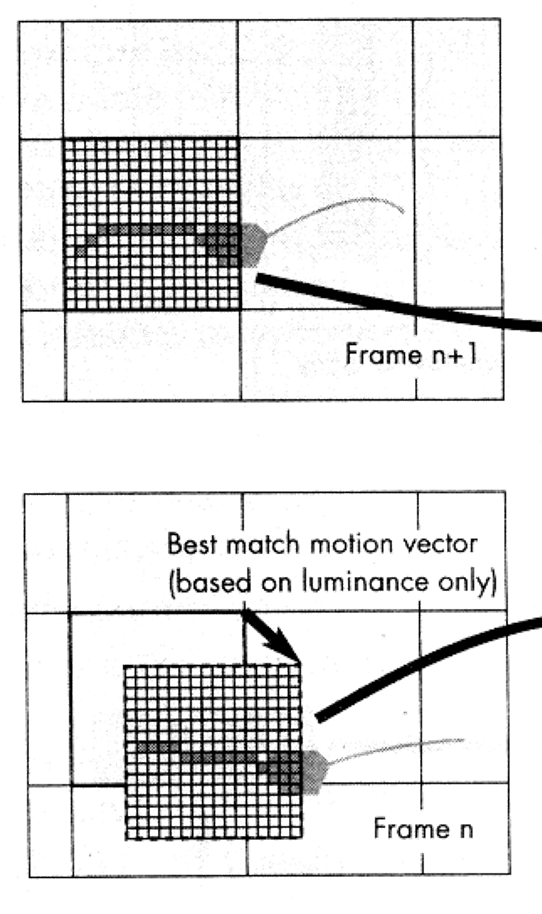 Frame n+1
Best match motion vector
(based on luminance only)
Frame n